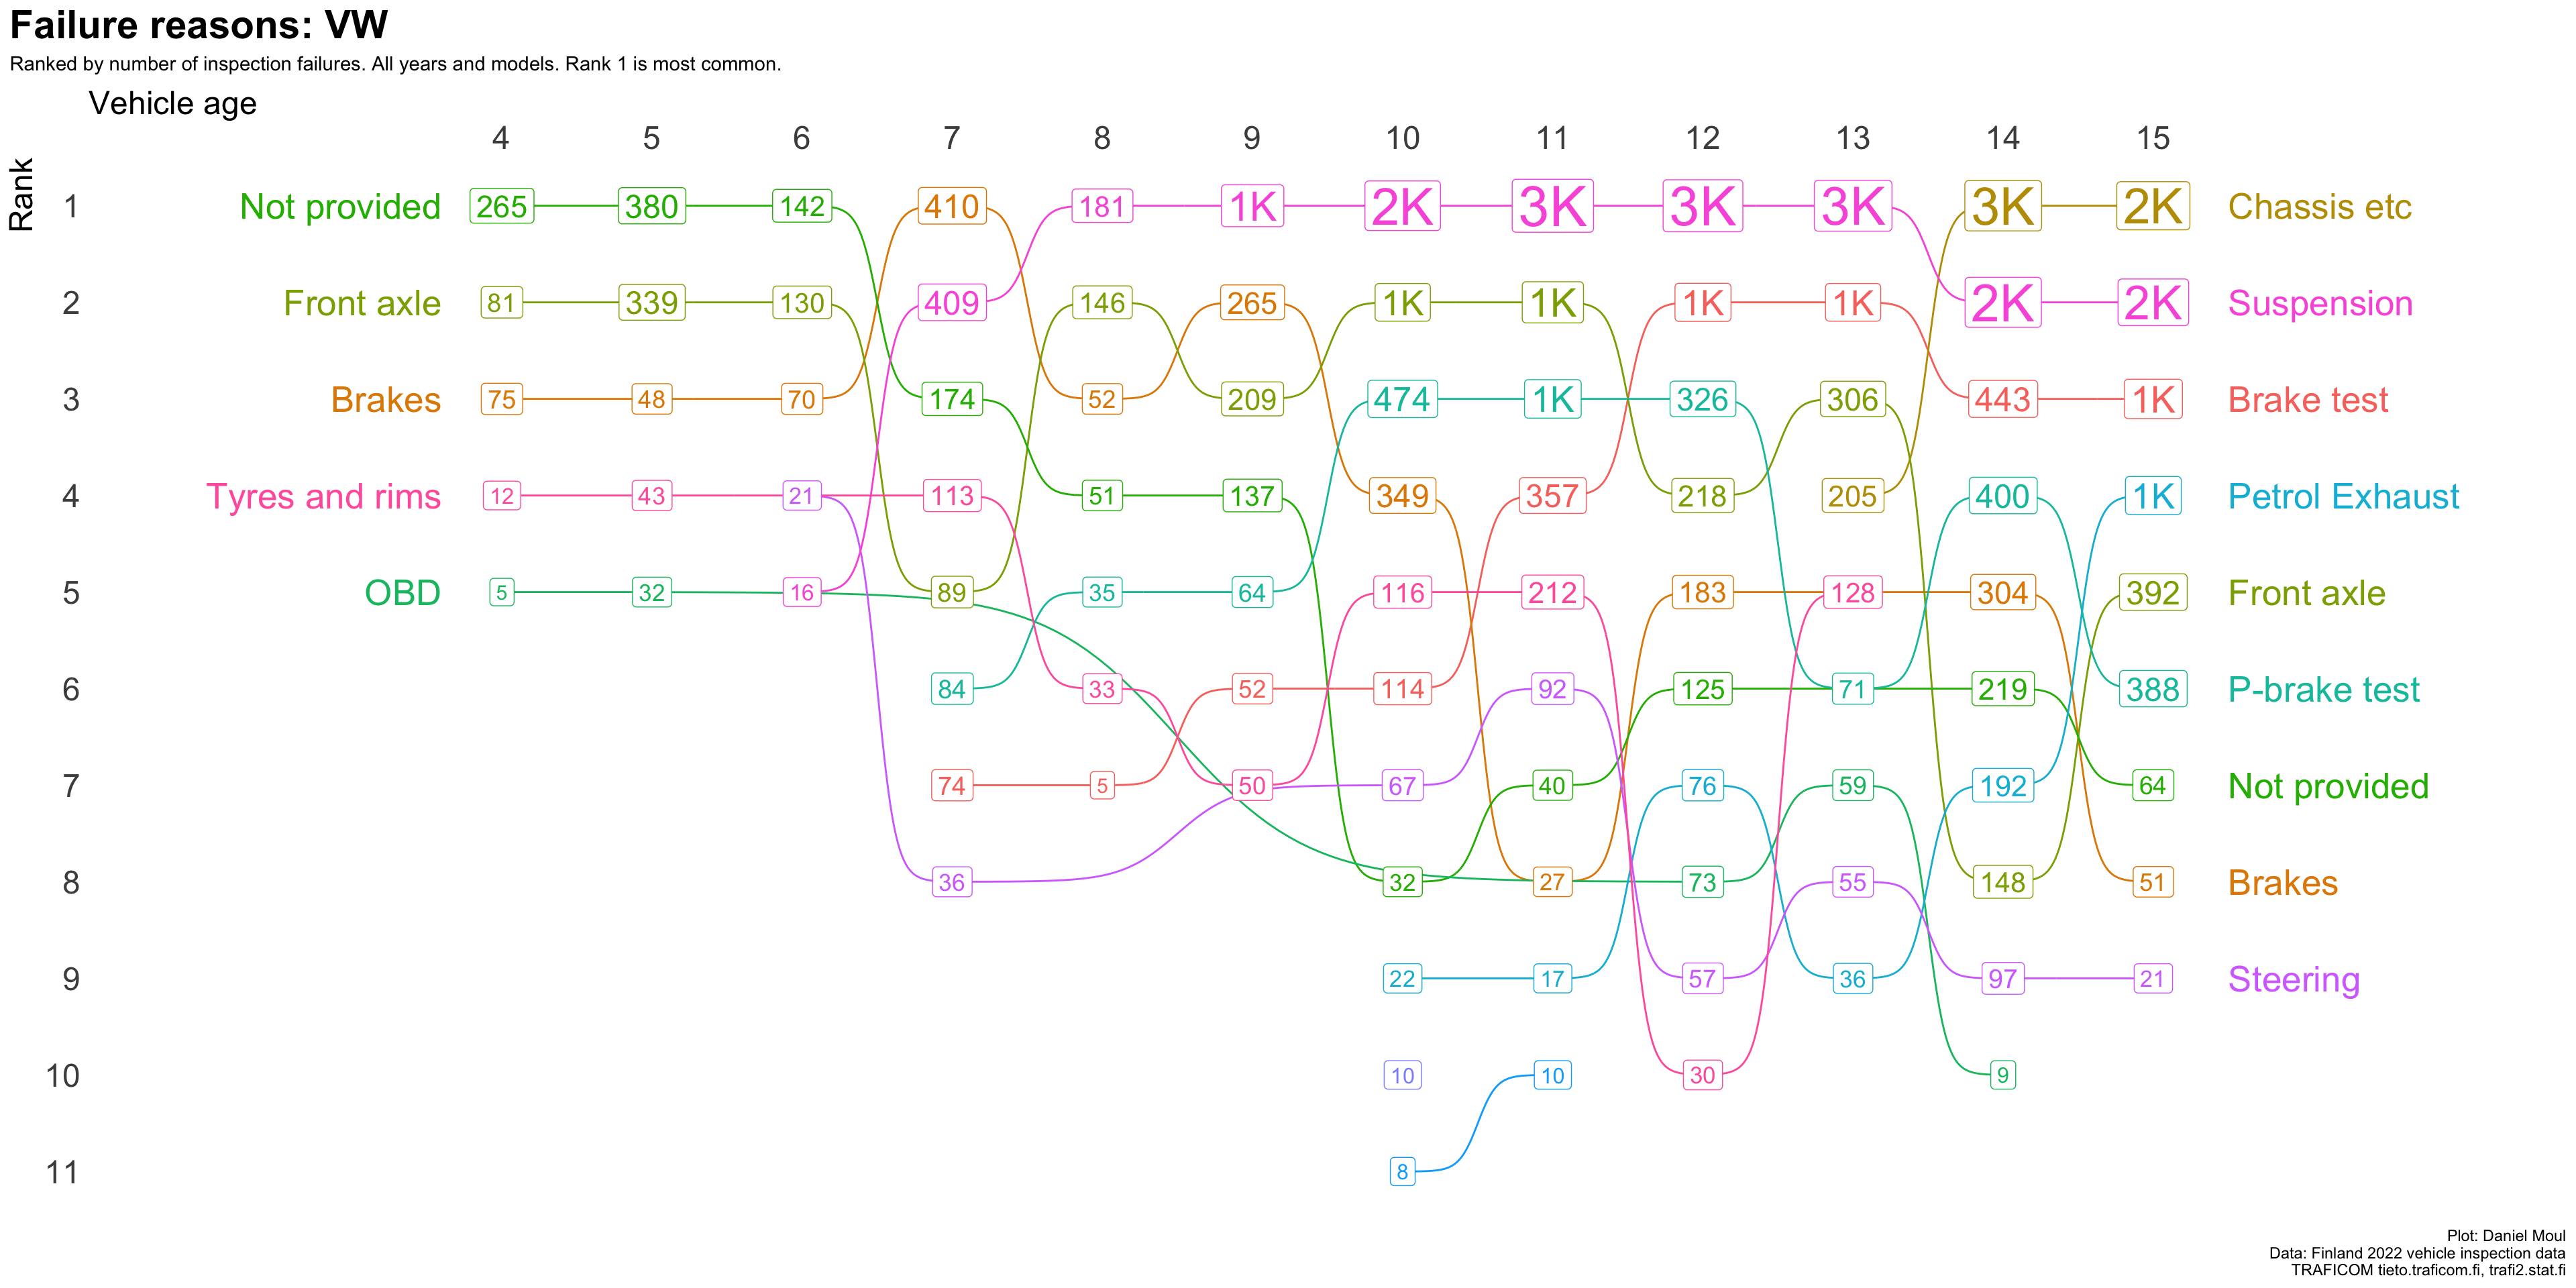 Failure reasons: VW
Ranked by number of inspection failures. All years and models. Rank 1 is most common.
Vehicle age
4 5 6 7 8 9 10 11 12 13 14 15
Rank
1 Not provided 265 380 142 410 181 1K 2K 3K 3K 3K 3K 2K Chassis etc
2 Front axle 81 339 130 409 146 265 1K 1K 1K 1K 2K 2K Suspension
3 Brakes 75 48 70 174 52 209 474 1K 326 306 443 1K Brake test
4 Tyres and rims 12 43 21 113 51 137 349 357 218 205 400 1K Petrol Exhaust
5 OBD 5 32 16 89 35 64 116 212 183 128 304 392 Front axle
6 84 33 52 114 92 125 71 219 388 P-brake test
7 74 5 50 67 40 76 59 192 64 Not provided
8 36 32 27 73 55 148 51 Brakes
9 22 17 57 36 97 21 Steering
10 10 10 30 9
11 8
Plot: Daniel Moul
Data: Finland 2022 vehicle inspection data
TRAFICOM tieto.traficom.fi, trafi2.stat.fi